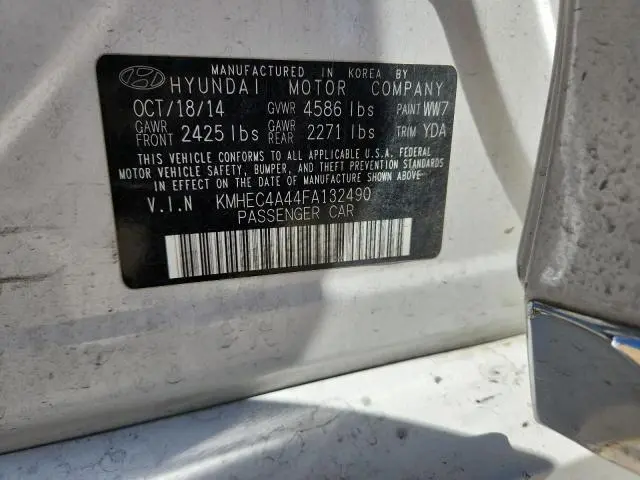 MANUFACTURED IN KOREA BY
HYUNDAI MOTOR COMPANY
OCT/18/14 GVWR 4586 lbs PAINT WW7
GAWR FRONT 2425 lbs GAWR REAR 2271 lbs TRIM YDA
THIS VEHICLE CONFORMS TO ALL APPLICABLE U.S.A. FEDERAL
MOTOR VEHICLE SAFETY, BUMPER, AND THEFT PREVENTION STANDARDS
IN EFFECT ON THE DATE OF MANUFACTURE SHOWN ABOVE.
V.I.N KMHEC4A44FA132490
PASSENGER CAR